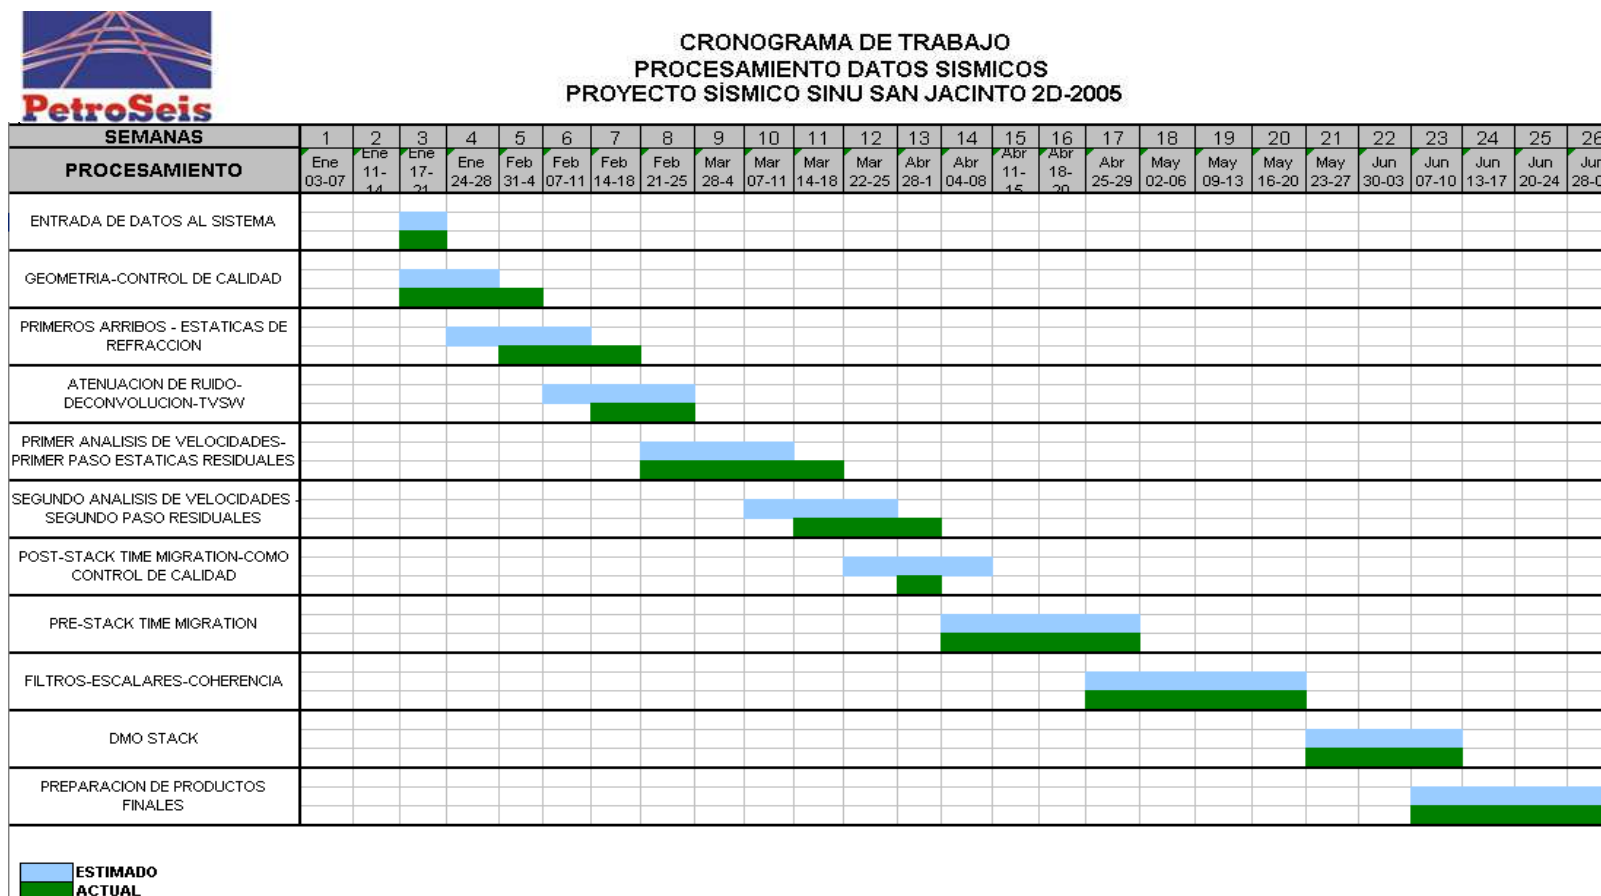 CRONOGRAMA DE TRABAJO
PROCESAMIENTO DATOS SISMICOS
PROYECTO SÍSMICO SINU SAN JACINTO 2D-2005
PetroSeis
SEMANAS 1 2 3 4 5 6 7 8 9 10 11 12 13 14 15 16 17 18 19 20 21 22 23 24 25 26
PROCESAMIENTO
Ene Ene Ene Ene Feb Feb Feb Feb Mar Mar Mar Mar Abr Abr Abr Abr Abr May May May May Jun Jun Jun Jun
03-07 11-14 17-21 24-28 31-4 07-11 14-18 21-25 28-4 07-11 14-18 22-25 28-1 04-08 11-15 18-20 25-29 02-06 09-13 16-20 23-27 30-03 07-10 13-17 20-24
ENTRADA DE DATOS AL SISTEMA
GEOMETRIA-CONTROL DE CALIDAD
PRIMEROS ARRIBOS - ESTATICAS DE
REFRACCION
ATENUACION DE RUIDO-
DECONVOLUCION-TVSW
PRIMER ANALISIS DE VELOCIDADES-
PRIMER PASO ESTATICAS RESIDUALES
SEGUNDO ANALISIS DE VELOCIDADES -
SEGUNDO PASO RESIDUALES
POST-STACK TIME MIGRATION-COMO
CONTROL DE CALIDAD
PRE-STACK TIME MIGRATION
FILTROS-ESCALARES-COHERENCIA
DMO STACK
PREPARACION DE PRODUCTOS
FINALES
ESTIMADO
ACTUAL